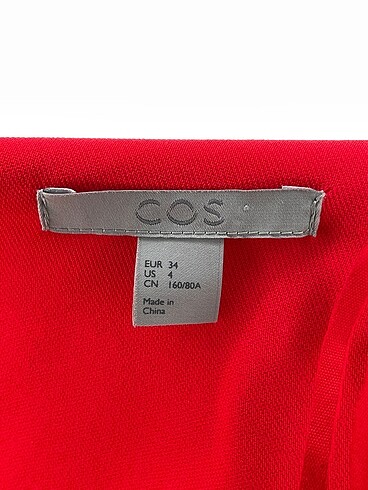 COS
EUR 34
US 4
CN 160/80A
Made in
China